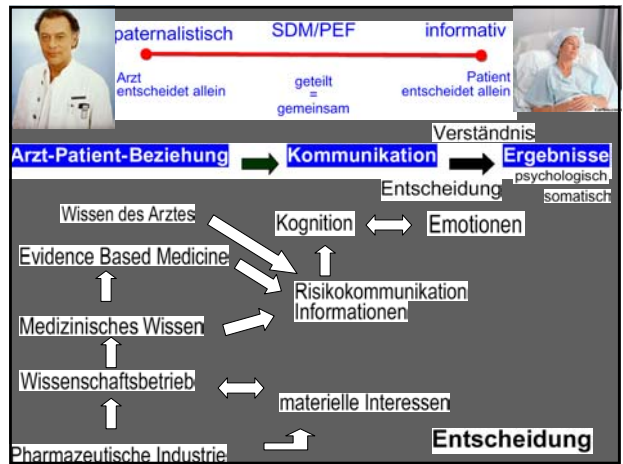 paternalistisch SDM/PEF informativ
Arzt
entscheidet allein
geteilt
=
gemeinsam
Patient
entscheidet allein
Verständnis
Arzt-Patient-Beziehung Kommunikation Ergebnisse
psychologisch
somatisch
Entscheidung
Wissen des Arztes
Kognition Emotionen
Evidence Based Medicine
Risikokommunikation
Informationen
Medizinisches Wissen
Wissenschaftsbetrieb
materielle Interessen
Entscheidung
Pharmazeutische Industrie